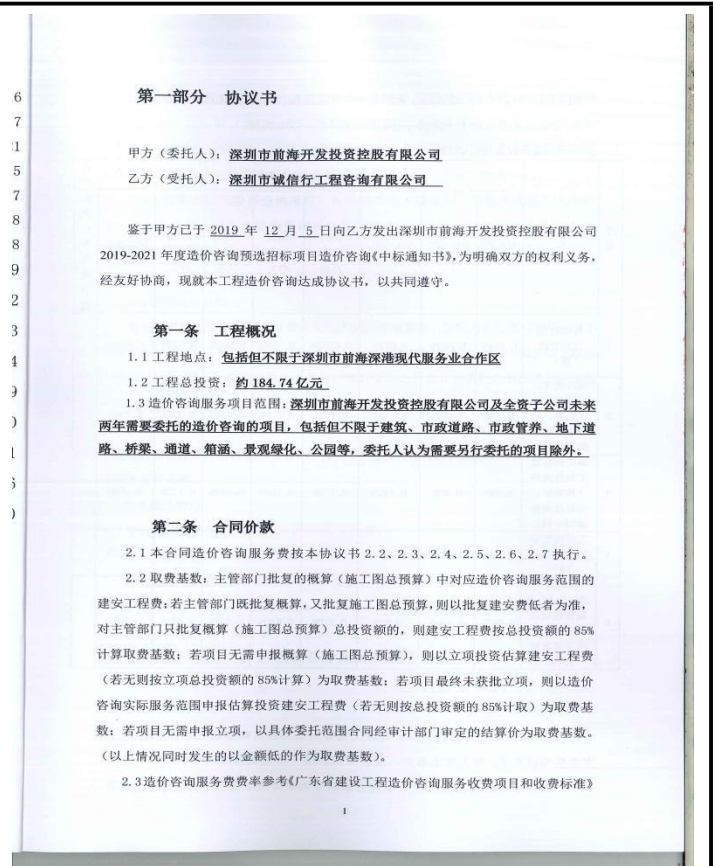 第一部分 协议书
甲方（委托人）：深圳市前海开发投资控股有限公司
乙方（受托人）：深圳市诚信行工程咨询有限公司
鉴于甲方已于 2019 年 12 月 5 日向乙方发出深圳市前海开发投资控股有限公司
2019-2021 年度造价咨询预选招标项目造价咨询《中标通知书》，为明确双方的权利义务，
经友好协商，现就本工程造价咨询达成协议书，以共同遵守。
第一条 工程概况
1.1 工程地点：包括但不限于深圳市前海深港现代服务业合作区
1.2 工程总投资：约 184.74 亿元
1.3 造价咨询服务项目范围：深圳市前海开发投资控股有限公司及全资子公司未来
两年需要委托的造价咨询的项目，包括但不限于建筑、市政道路、市政管养、地下道
路、桥梁、通道、箱涵、景观绿化、公园等，委托人认为需要另行委托的项目除外。
第二条 合同价款
2.1 本合同造价咨询服务费按本协议书 2.2、2.3、2.4、2.5、2.6、2.7 执行。
2.2 取费基数：主管部门批复的概算（施工图总预算）中对应造价咨询服务范围的
建安工程费；若主管部门既批复概算，又批复施工图总预算，则以批复建安费低者为准，
对主管部门只批复概算（施工图总预算）总投资额的，则建安工程费按总投资额的 85%
计算取费基数；若项目无需申报概算（施工图总预算），则以立项投资估算建安工程费
（若无则按立项总投资额的 85%计算）为取费基数；若项目最终未获批立项，则以造价
咨询实际服务范围申报估算投资建安工程费（若无则按总投资额的 85%计取）为取费基
数；若项目无需申报立项，以具体委托范围合同经审计部门审定的结算价为取费基数。
（以上情况同时发生的以金额低的作为取费基数）。
2.3 造价咨询服务费费率参考《广东省建设工程造价咨询服务收费项目和收费标准》
1